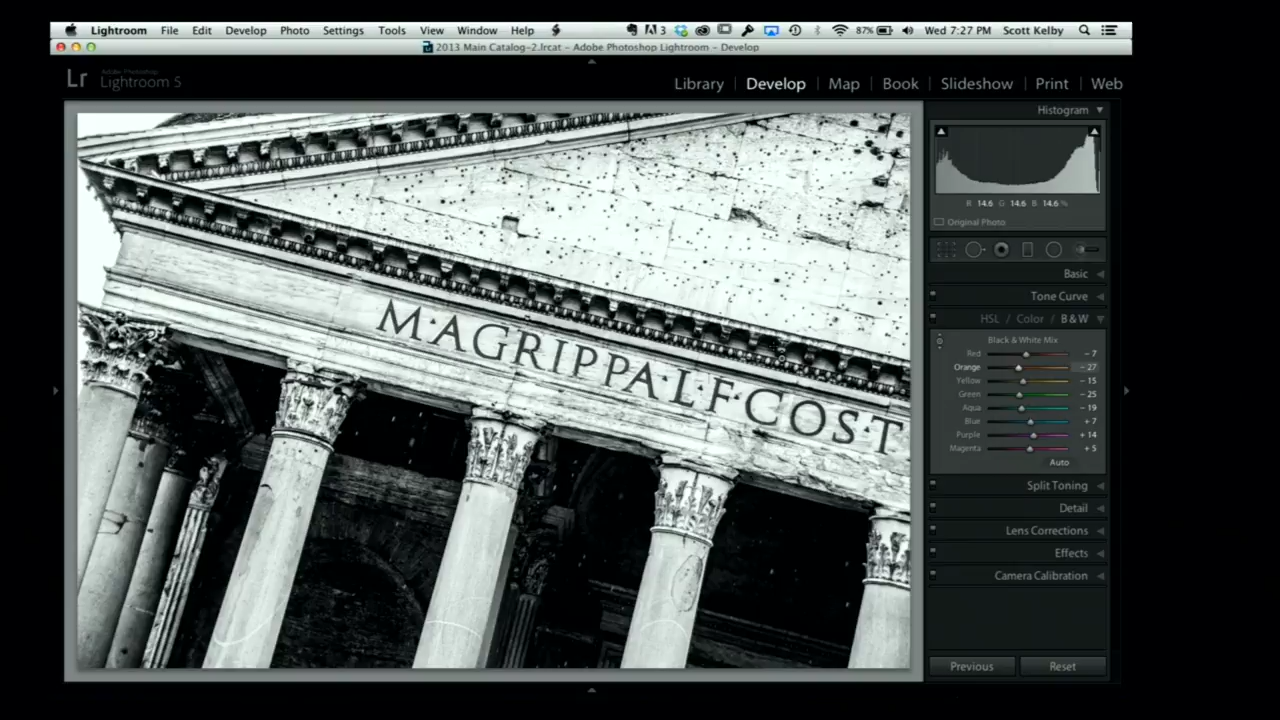 Lightroom File Edit Develop Photo Settings Tools View Window Help 3 87% Wed 7:27 PM Scott Kelby
2013 Main Catalog-2.lrcat – Adobe Photoshop Lightroom – Develop
Lr Adobe Photoshop
Lightroom 5
Library | Develop | Map | Book | Slideshow | Print | Web
Histogram
R 14.6 G 14.6 B 14.6 %
Original Photo
Basic
Tone Curve
HSL / Color / B&W
Black & White Mix
Red – 7
Orange – 27
Yellow – 15
Green – 25
Aqua – 19
Blue + 7
Purple + 14
Magenta + 5
Auto
Split Toning
Detail
Lens Corrections
Effects
Camera Calibration
Previous Reset
M·AGRIPPA·L·F·COS·T